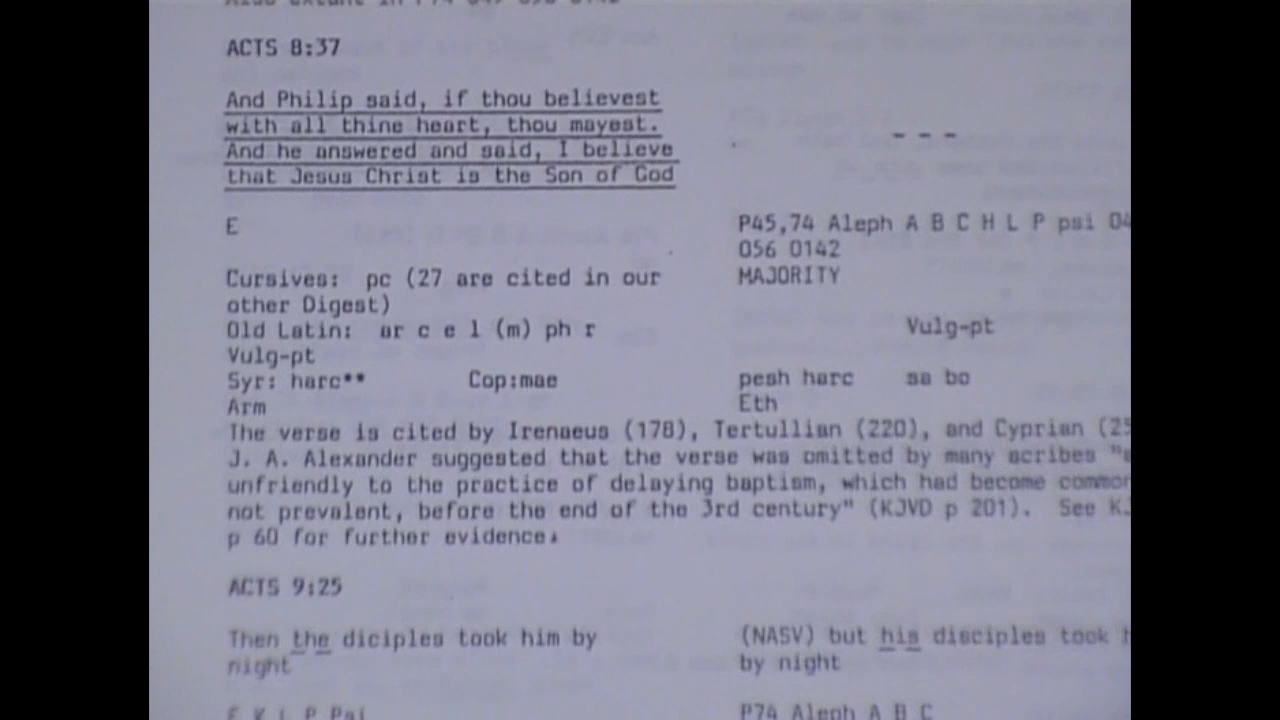 ACTS 8:37
And Philip said, if thou believest
with all thine heart, thou mayest.
And he answered and said, I believe
that Jesus Christ is the Son of God
- - -
E
Cursives: pc (27 are cited in our
other Digest)
Old Latin: ar c e l (m) ph r
Vulg-pt
Syr: harc** Cop:mae
Arm
P45,74 Aleph A B C H L P psi
056 0142
MAJORITY
Vulg-pt
pesh harc sa bo
Eth
The verse is cited by Irenaeus (178), Tertullian (220), and Cyprian
J. A. Alexander suggested that the verse was omitted by many scribes
unfriendly to the practice of delaying baptism, which had become common
not prevalent, before the end of the 3rd century" (KJVD p 201). See
p 60 for further evidence.
ACTS 9:25
Then the diciples took him by
night
(NASV) but his disciples took
by night
P74 Aleph A B C